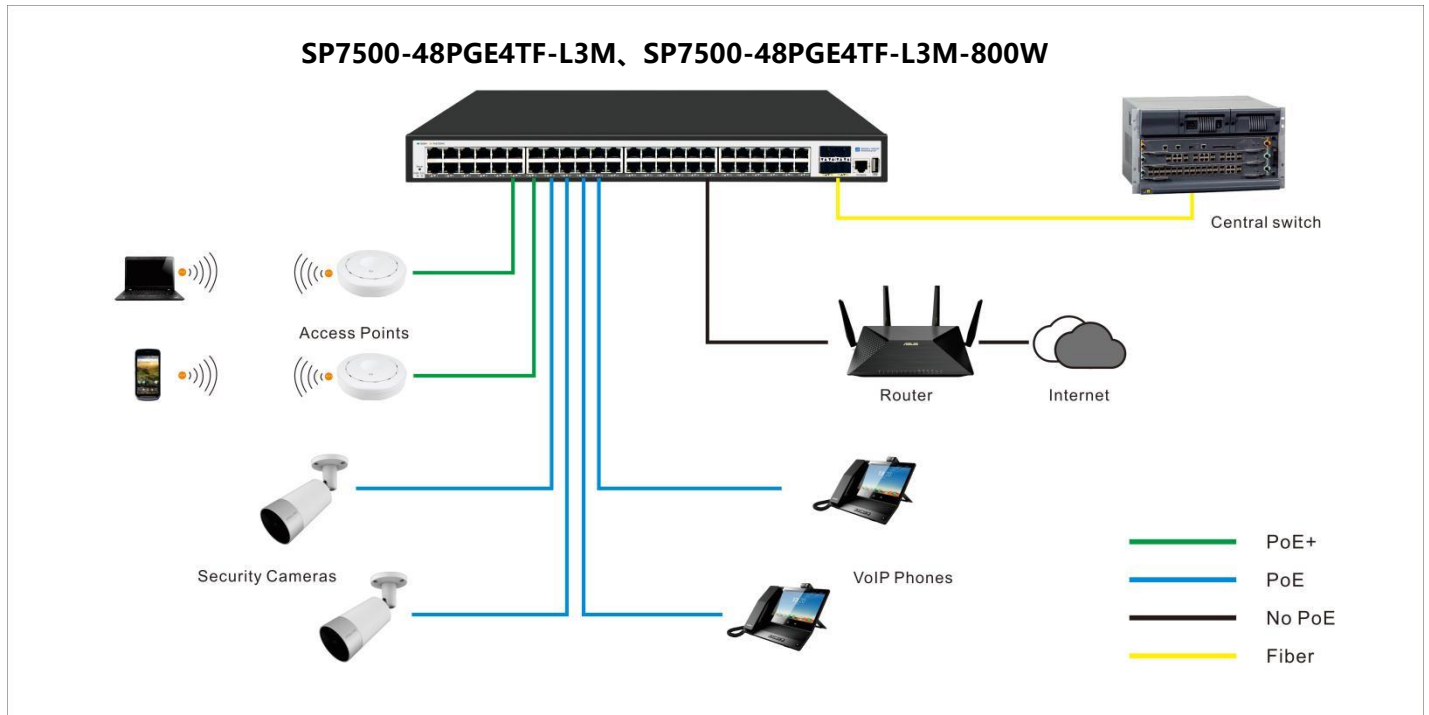 SP7500-48PGE4TF-L3M、SP7500-48PGE4TF-L3M-800W
Central switch
Access Points
ASUS
Router
Internet
Security Cameras
VoIP Phones
PoE+
PoE
No PoE
Fiber